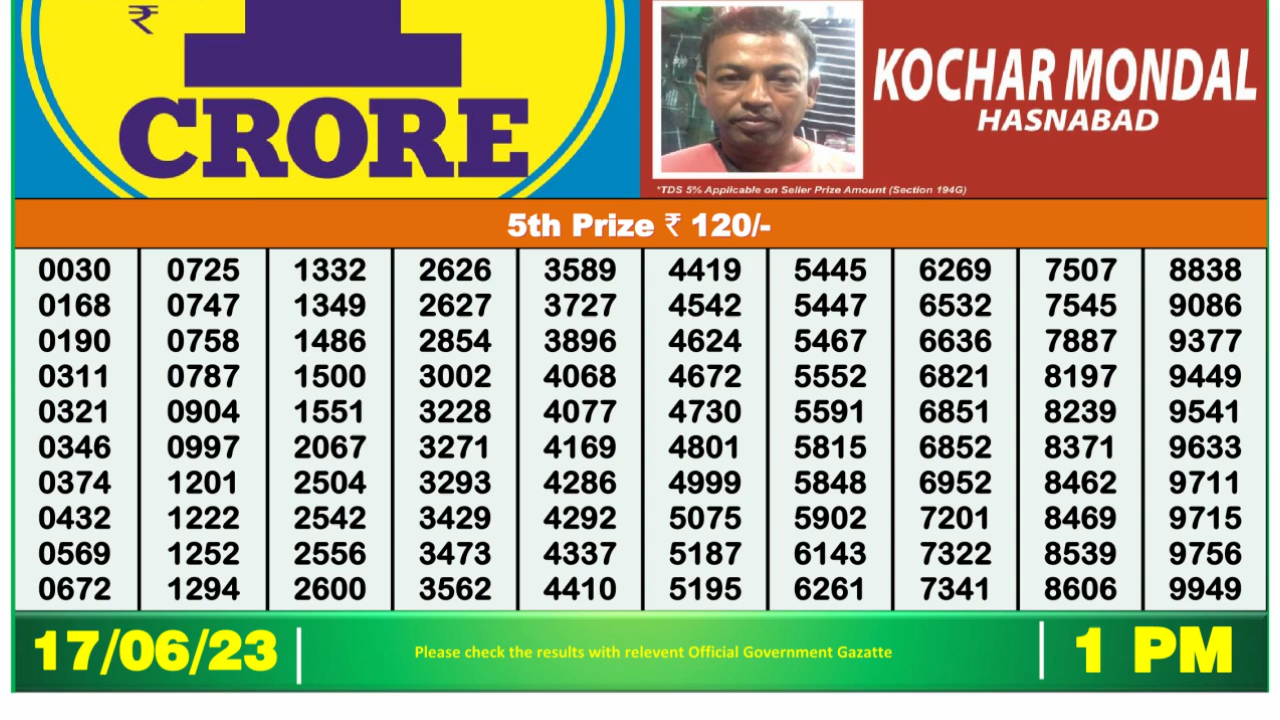 ₹
1
CRORE
KOCHAR MONDAL
HASNABAD
*TDS 5% Applicable on Seller Prize Amount (Section 194G)
5th Prize ₹ 120/-
0030 0725 1332 2626 3589 4419 5445 6269 7507 8838
0168 0747 1349 2627 3727 4542 5447 6532 7545 9086
0190 0758 1486 2854 3896 4624 5467 6636 7887 9377
0311 0787 1500 3002 4068 4672 5552 6821 8197 9449
0321 0904 1551 3228 4077 4730 5591 6851 8239 9541
0346 0997 2067 3271 4169 4801 5815 6852 8371 9633
0374 1201 2504 3293 4286 4999 5848 6952 8462 9711
0432 1222 2542 3429 4292 5075 5902 7201 8469 9715
0569 1252 2556 3473 4337 5187 6143 7322 8539 9756
0672 1294 2600 3562 4410 5195 6261 7341 8606 9949
17/06/23
Please check the results with relevent Official Government Gazatte
1 PM